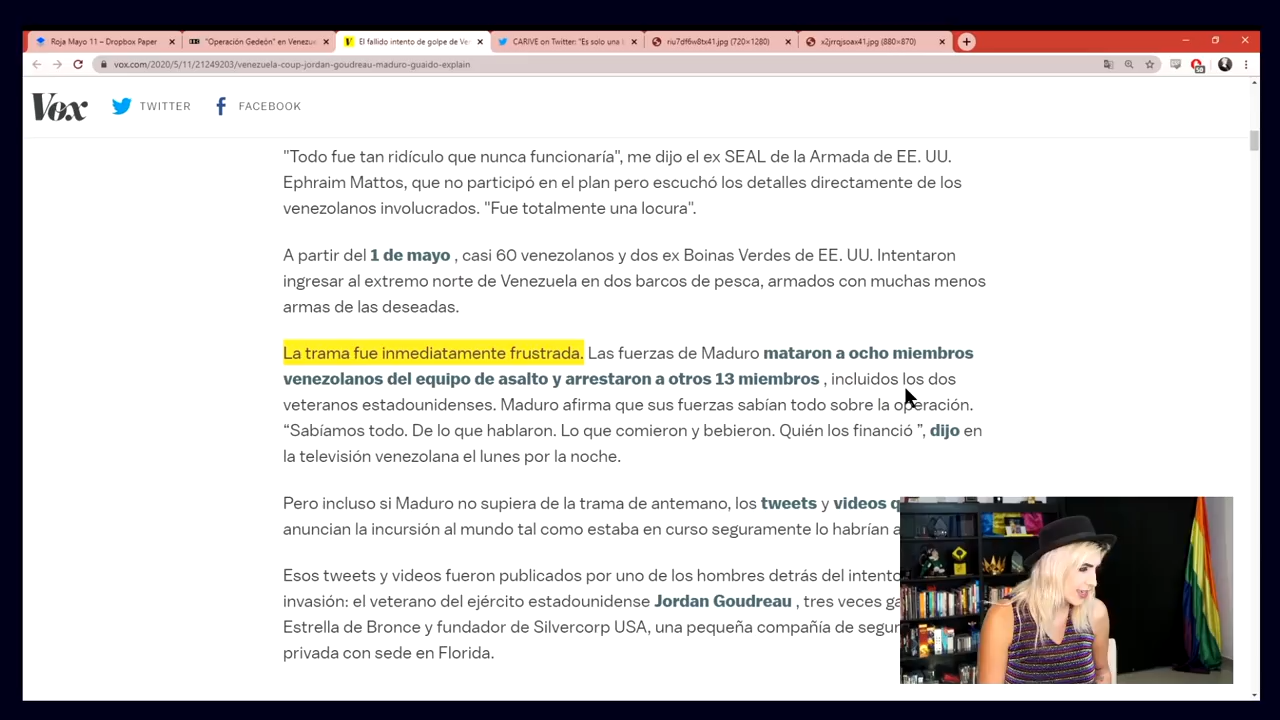 Roja Mayo 11 – Dropbox Paper
"Operación Gedeón" en Venezue
El fallido intento de golpe de Ve
CARIVE on Twitter: "Es solo una
riu7df6w8tx41.jpg (720×1280)
x2jrrqjsoax41.jpg (880×870)
vox.com/2020/5/11/21249203/venezuela-coup-jordan-goudreau-maduro-guaido-explain
Vox TWITTER FACEBOOK
"Todo fue tan ridículo que nunca funcionaría", me dijo el ex SEAL de la Armada de EE. UU.
Ephraim Mattos, que no participó en el plan pero escuchó los detalles directamente de los
venezolanos involucrados. "Fue totalmente una locura".
A partir del 1 de mayo , casi 60 venezolanos y dos ex Boinas Verdes de EE. UU. Intentaron
ingresar al extremo norte de Venezuela en dos barcos de pesca, armados con muchas menos
armas de las deseadas.
La trama fue inmediatamente frustrada. Las fuerzas de Maduro mataron a ocho miembros
venezolanos del equipo de asalto y arrestaron a otros 13 miembros , incluidos los dos
veteranos estadounidenses. Maduro afirma que sus fuerzas sabían todo sobre la operación.
“Sabíamos todo. De lo que hablaron. Lo que comieron y bebieron. Quién los financió ”, dijo en
la televisión venezolana el lunes por la noche.
Pero incluso si Maduro no supiera de la trama de antemano, los tweets y videos q
anuncian la incursión al mundo tal como estaba en curso seguramente lo habrían a
Esos tweets y videos fueron publicados por uno de los hombres detrás del intento
invasión: el veterano del ejército estadounidense Jordan Goudreau , tres veces ga
Estrella de Bronce y fundador de Silvercorp USA, una pequeña compañía de segur
privada con sede en Florida.